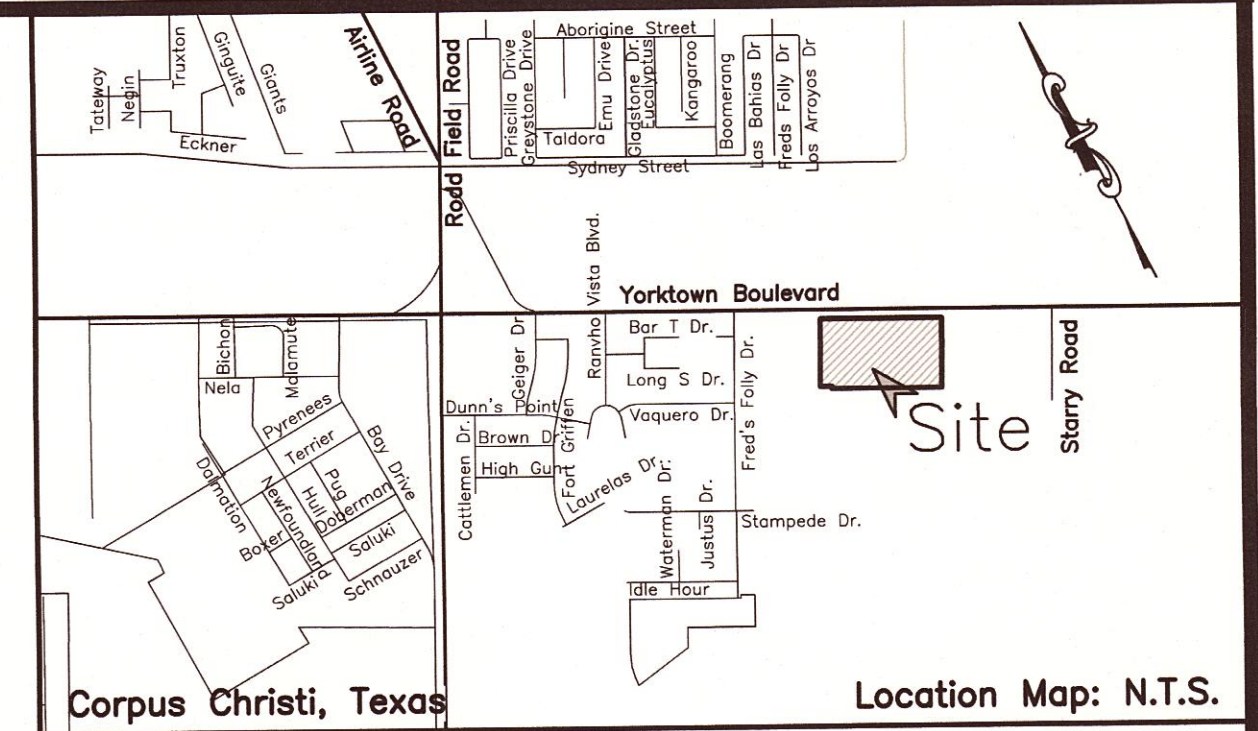 Tateway
Negin
Truxton
Ginguite
Giants
Eckner
Airline Road
Rodd Field Road
Priscilla Drive
Greystone Drive
Aborigine Street
Emu Drive
Gladstone Dr.
Eucalyptus
Kangaroo
Boomerang
Las Bahias Dr
Freds Folly Dr
Los Arroyos Dr
Taldora
Sydney Street
Yorktown Boulevard
Bichon
Malamute
Nela
Pyrenees
Terrier
Bay Drive
Dalmation
Newfoundland
Hull
Pug
Doberman
Boxer
Saluki
Saluki
Schnauzer
Geiger Dr
Ranvho Vista Blvd.
Bar T Dr.
Long S Dr.
Fred's Folly Dr.
Dunn's Point
Vaquero Dr.
Cattlemen Dr.
Brown Dr.
High Gun
Fort Griffen
Laurelas Dr.
Waterman Dr.
Justus Dr.
Stampede Dr.
Idle Hour
Site
Starry Road
Corpus Christi, Texas
Location Map: N.T.S.